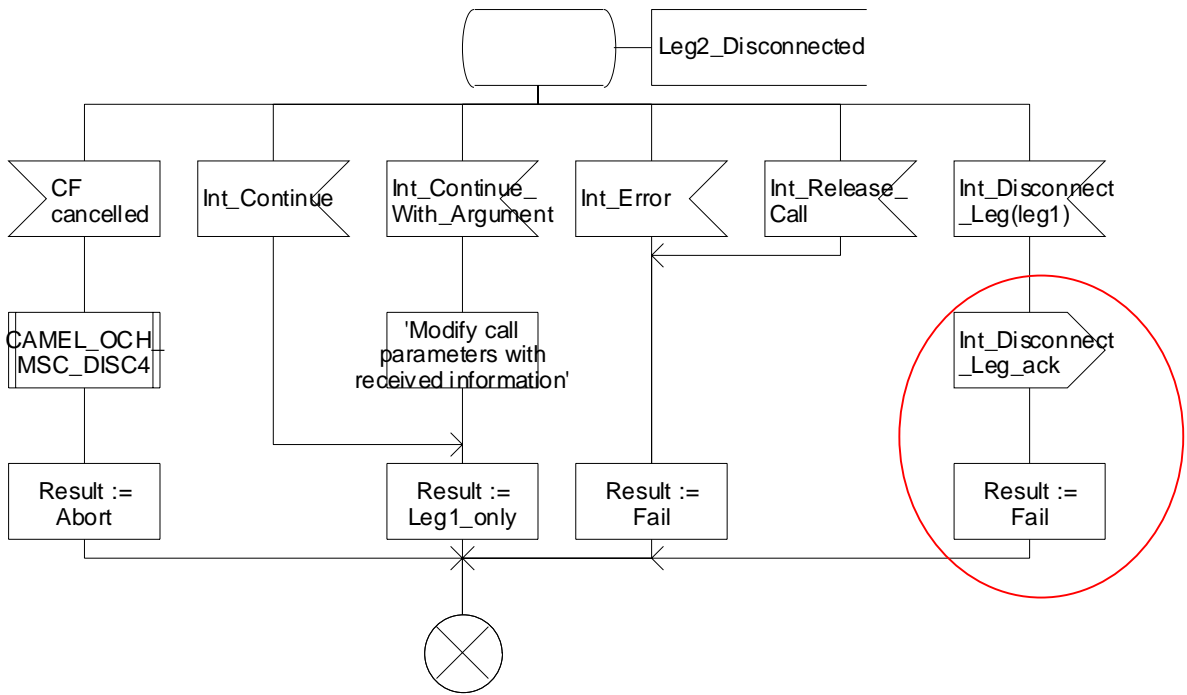 Leg2_Disconnected
CF
cancelled
Int_Continue
Int_Continue_
With_Argument
Int_Error
Int_Release_
Call
Int_Disconnect
_Leg(leg1)
CAMEL_OCH_
MSC_DISC4
'Modify call
parameters with
received information'
Int_Disconnect
_Leg_ack
Result :=
Abort
Result :=
Leg1_only
Result :=
Fail
Result :=
Fail